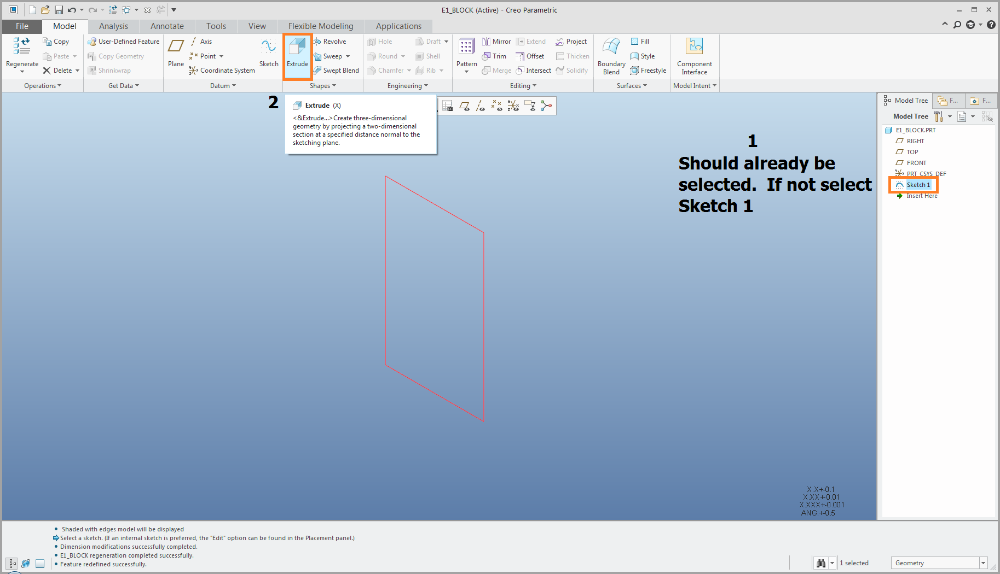 E1_BLOCK (Active) - Creo Parametric
File Model Analysis Annotate Tools View Flexible Modeling Applications
Regenerate
Copy
Paste
Delete
Operations
User-Defined Feature
Copy Geometry
Shrinkwrap
Get Data
Plane
Axis
Point
Coordinate System
Sketch
Datum
Extrude
Revolve
Sweep
Swept Blend
Shapes
Hole
Round
Chamfer
Draft
Shell
Rib
Engineering
Pattern
Mirror
Trim
Merge
Extend
Offset
Intersect
Project
Thicken
Solidify
Editing
Boundary
Blend
Fill
Style
Freestyle
Surfaces
Component
Interface
Model Intent
2
Extrude (X)
<&Extrude...>Create three-dimensional
geometry by projecting a two-dimensional
section at a specified distance normal to the
sketching plane.
1
Should already be
selected. If not select
Sketch 1
Model Tree F... F...
Model Tree
E1_BLOCK.PRT
RIGHT
TOP
FRONT
PRT_CSYS_DEF
Sketch 1
Insert Here
X.X+-0.1
X.XX+-0.01
X.XXX+-0.001
ANG.+-0.5
Shaded with edges model will be displayed
Select a sketch. (If an internal sketch is preferred, the "Edit" option can be found in the Placement panel.)
Dimension modifications successfully completed.
E1_BLOCK regeneration completed successfully.
Feature redefined successfully.
1 selected
Geometry